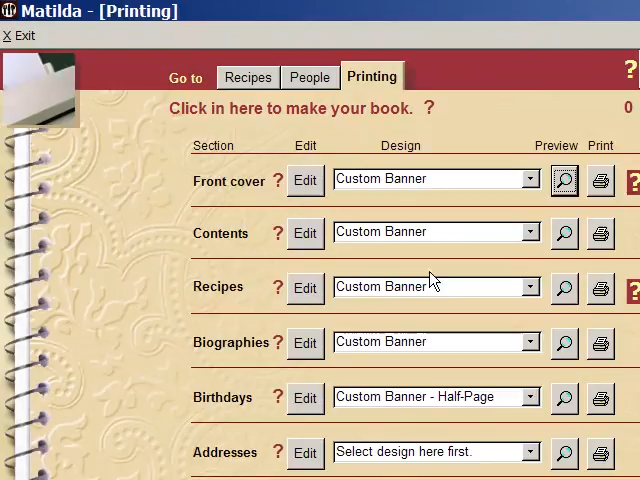 Matilda - [Printing]
X Exit
Go to Recipes People Printing ?
Click in here to make your book. ? 0
Section Edit Design Preview Print
Front cover ? Edit Custom Banner ?
Contents ? Edit Custom Banner
Recipes ? Edit Custom Banner ?
Biographies ? Edit Custom Banner
Birthdays ? Edit Custom Banner - Half-Page
Addresses ? Edit Select design here first.